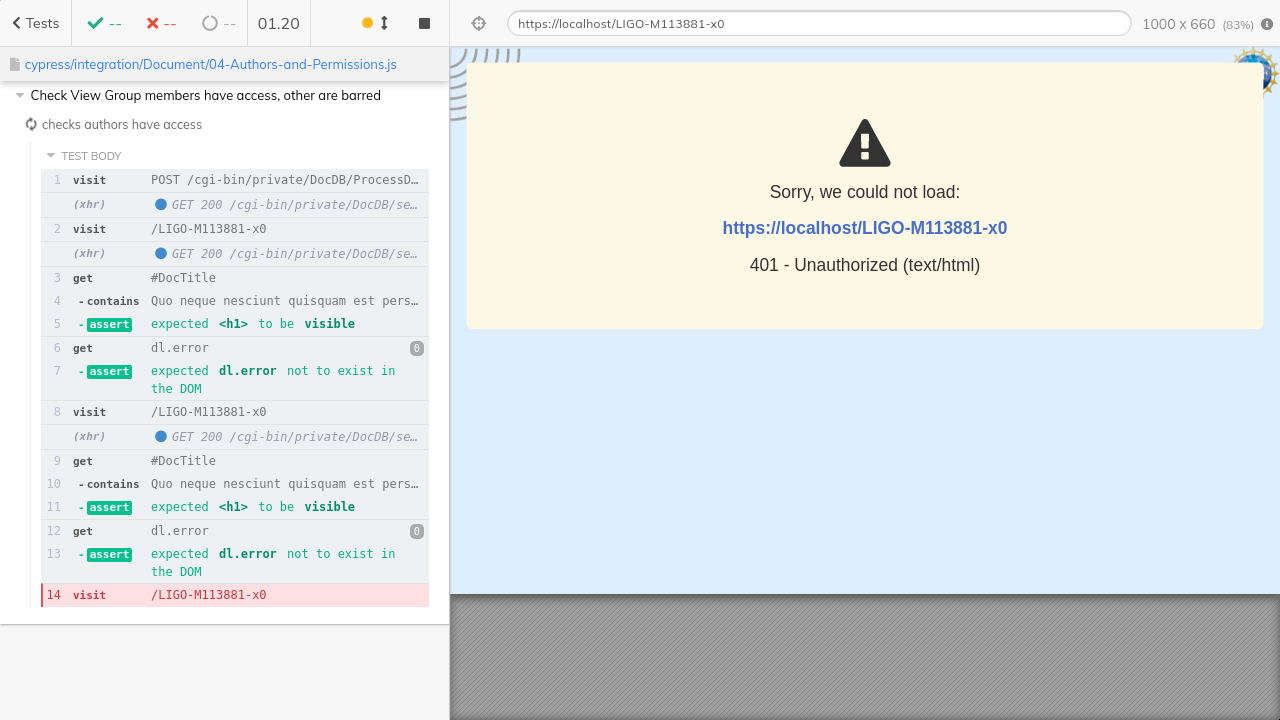 Tests
--
--
--
01.20
https://localhost/LIGO-M113881-x0
1000 x 660 (83%)
cypress/integration/Document/04-Authors-and-Permissions.js
Check View Group members have access, other are barred
checks authors have access
TEST BODY
1 visit POST /cgi-bin/private/DocDB/ProcessD…
(xhr) GET 200 /cgi-bin/private/DocDB/se…
2 visit /LIGO-M113881-x0
(xhr) GET 200 /cgi-bin/private/DocDB/se…
3 get #DocTitle
4 -contains Quo neque nesciunt quisquam est pers…
5 -assert expected <h1> to be visible
6 get dl.error 0
7 -assert expected dl.error not to exist in
the DOM
8 visit /LIGO-M113881-x0
(xhr) GET 200 /cgi-bin/private/DocDB/se…
9 get #DocTitle
10 -contains Quo neque nesciunt quisquam est pers…
11 -assert expected <h1> to be visible
12 get dl.error 0
13 -assert expected dl.error not to exist in
the DOM
14 visit /LIGO-M113881-x0
Sorry, we could not load:
https://localhost/LIGO-M113881-x0
401 - Unauthorized (text/html)